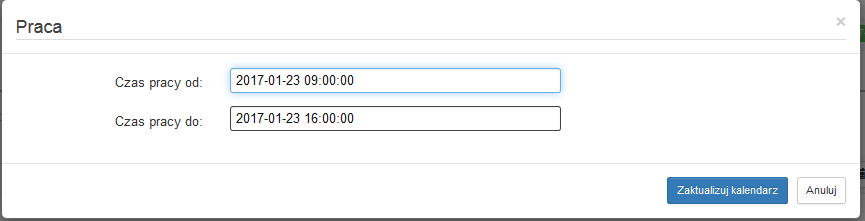 Praca
×
Czas pracy od: 2017-01-23 09:00:00
Czas pracy do: 2017-01-23 16:00:00
Zaktualizuj kalendarz Anuluj